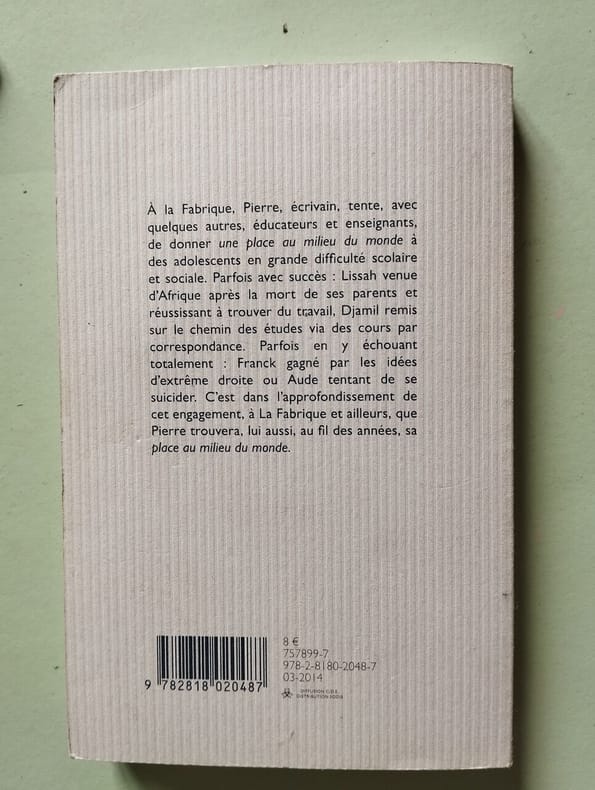 À la Fabrique, Pierre, écrivain, tente, avec
quelques autres, éducateurs et enseignants,
de donner une place au milieu du monde à
des adolescents en grande difficulté scolaire
et sociale. Parfois avec succès : Lissah venue
d'Afrique après la mort de ses parents et
réussissant à trouver du travail, Djamil remis
sur le chemin des études via des cours par
correspondance. Parfois en y échouant
totalement : Franck gagné par les idées
d'extrême droite ou Aude tentant de se
suicider. C'est dans l'approfondissement de
cet engagement, à La Fabrique et ailleurs, que
Pierre trouvera, lui aussi, au fil des années, sa
place au milieu du monde.
8 €
757899-7
978-2-8180-2048-7
03-2014
DIFFUSION C.D.E.
DISTRIBUTION SODIS
9 782818 020487